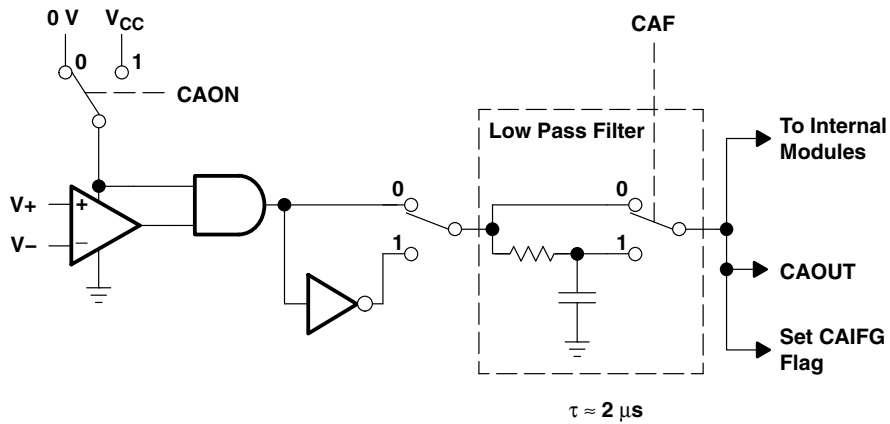 0 V
VCC
0
1
CAON
CAF
Low Pass Filter
To Internal
Modules
V+
+
V−
−
0
1
0
1
CAOUT
Set CAIFG
Flag
τ ≈ 2 μs